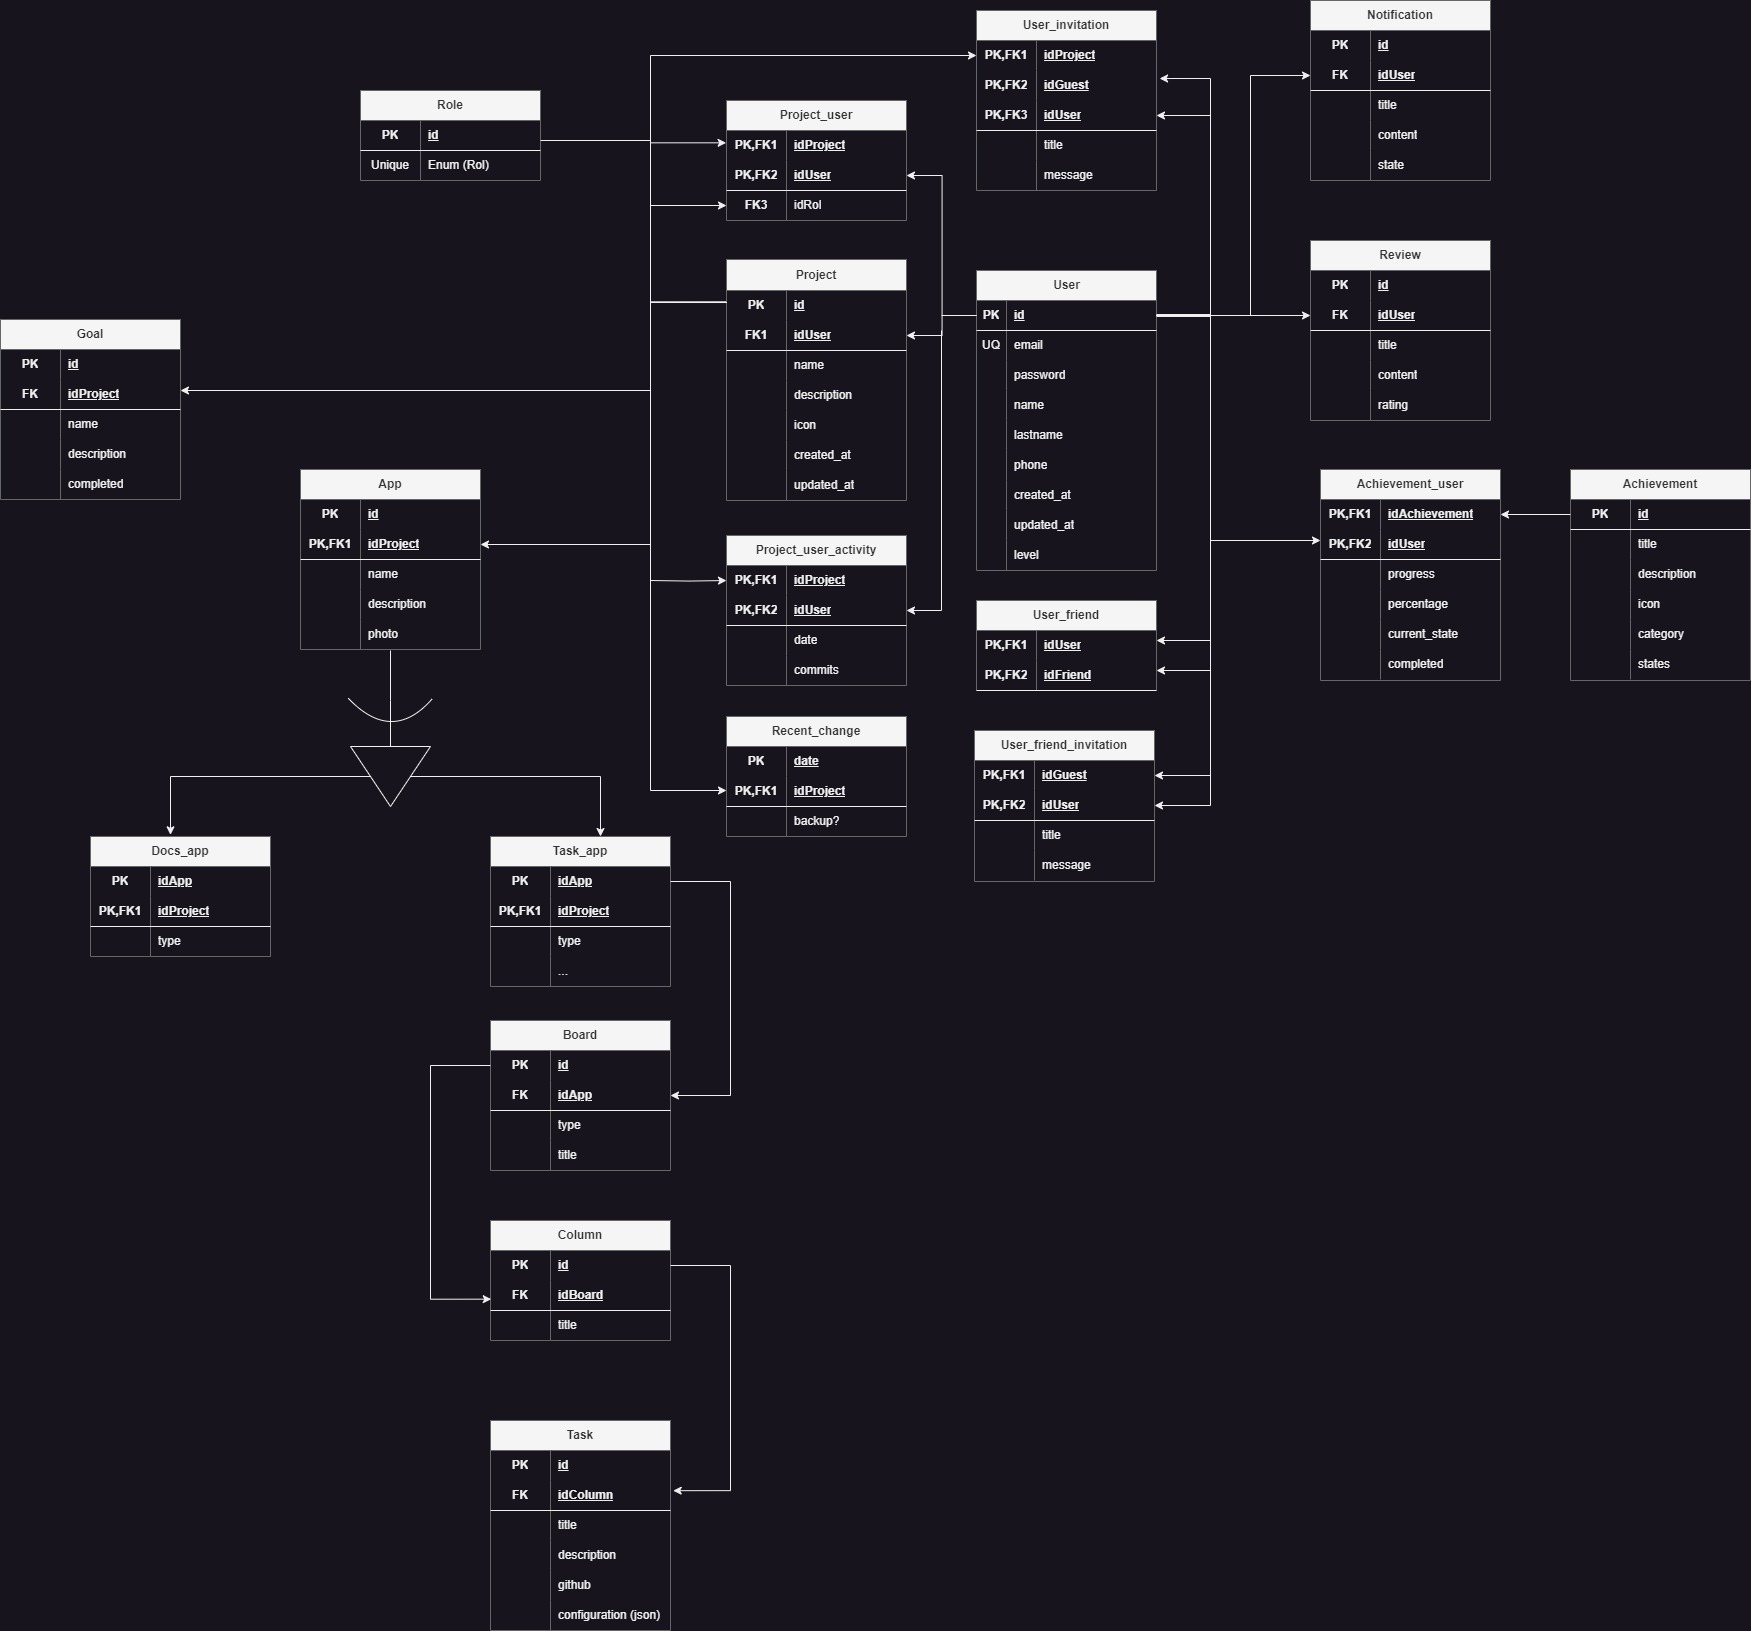 User_invitation
PK,FK1 idProject
PK,FK2 idGuest
PK,FK3 idUser
title
message
Notification
PK id
FK idUser
title
content
state
Role
PK id
Unique Enum (Rol)
Project_user
PK,FK1 idProject
PK,FK2 idUser
FK3 idRol
Project
PK id
FK1 idUser
name
description
icon
created_at
updated_at
User
PK id
UQ email
password
name
lastname
phone
created_at
updated_at
level
Review
PK id
FK idUser
title
content
rating
Goal
PK id
FK idProject
name
description
completed
App
PK id
PK,FK1 idProject
name
description
photo
Project_user_activity
PK,FK1 idProject
PK,FK2 idUser
date
commits
User_friend
PK,FK1 idUser
PK,FK2 idFriend
Achievement_user
PK,FK1 idAchievement
PK,FK2 idUser
progress
percentage
current_state
completed
Achievement
PK id
title
description
icon
category
states
Recent_change
PK date
PK,FK1 idProject
backup?
User_friend_invitation
PK,FK1 idGuest
PK,FK2 idUser
title
message
Docs_app
PK idApp
PK,FK1 idProject
type
Task_app
PK idApp
PK,FK1 idProject
type
...
Board
PK id
FK idApp
type
title
Column
PK id
FK idBoard
title
Task
PK id
FK idColumn
title
description
github
configuration (json)